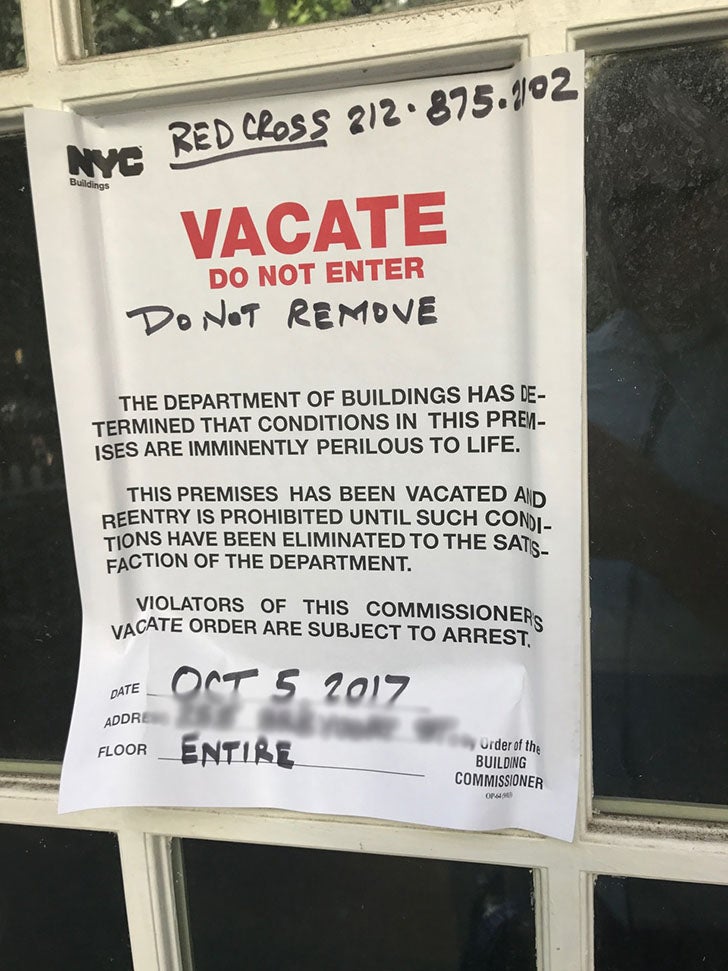 RED CROSS 212.875.2102
NYC
Buildings
VACATE
DO NOT ENTER
DO NOT REMOVE
THE DEPARTMENT OF BUILDINGS HAS DE-
TERMINED THAT CONDITIONS IN THIS PREM-
ISES ARE IMMINENTLY PERILOUS TO LIFE.
THIS PREMISES HAS BEEN VACATED AND
REENTRY IS PROHIBITED UNTIL SUCH CONDI-
TIONS HAVE BEEN ELIMINATED TO THE SATIS-
FACTION OF THE DEPARTMENT.
VIOLATORS OF THIS COMMISSIONER'S
VACATE ORDER ARE SUBJECT TO ARREST.
DATE OCT 5 2017
FLOOR ENTIRE
Order of the
BUILDING
COMMISSIONER